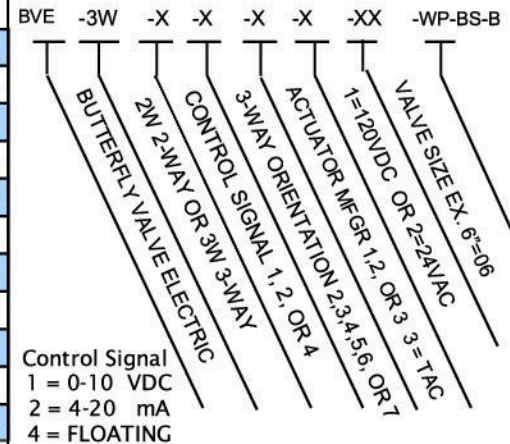 BVE -3W -X -X -X -X -XX -WP-BS-B
BUTTERFLY VALVE ELECTRIC
2W 2-WAY OR 3W 3-WAY
CONTROL SIGNAL 1, 2, OR 4
3-WAY ORIENTATION 2,3,4,5,6, OR 7
ACTUATOR MFGR 1,2, OR 3 3 = TAC
1=120VDC OR 2=24VAC
VALVE SIZE EX. 6"=06
Control Signal
1 = 0-10 VDC
2 = 4-20 mA
4 = FLOATING